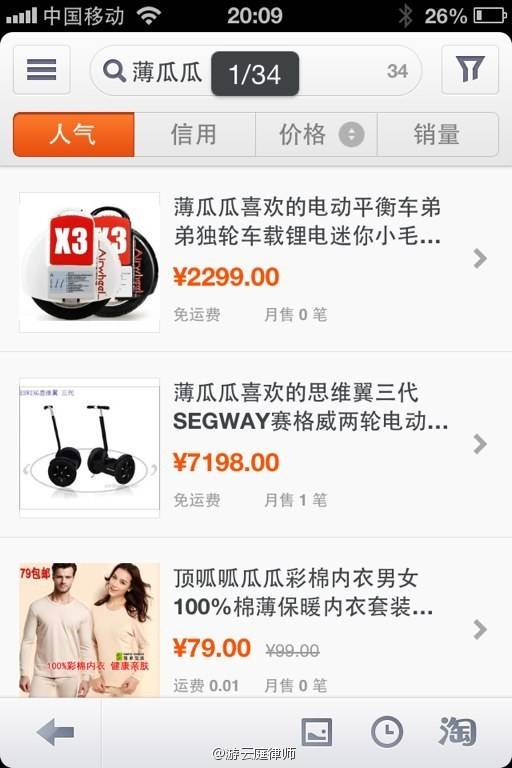 中国移动 20:09 26%
薄瓜瓜 1/34 34
人气 信用 价格 销量
薄瓜瓜喜欢的电动平衡车弟
弟独轮车载锂电迷你小毛...
¥2299.00
免运费 月售 0 笔
X3 X3
Airwheel
Airwheel
薄瓜瓜喜欢的思维翼三代
SEGWAY赛格威两轮电动...
¥7198.00
免运费 月售 1 笔
思维翼 三代
顶呱呱瓜瓜彩棉内衣男女
100%棉薄保暖内衣套装...
¥79.00 ¥99.00
运费 0.01 月售 0 笔
79包邮
100%彩棉内衣 健康亲肤
淘
@游云庭律师